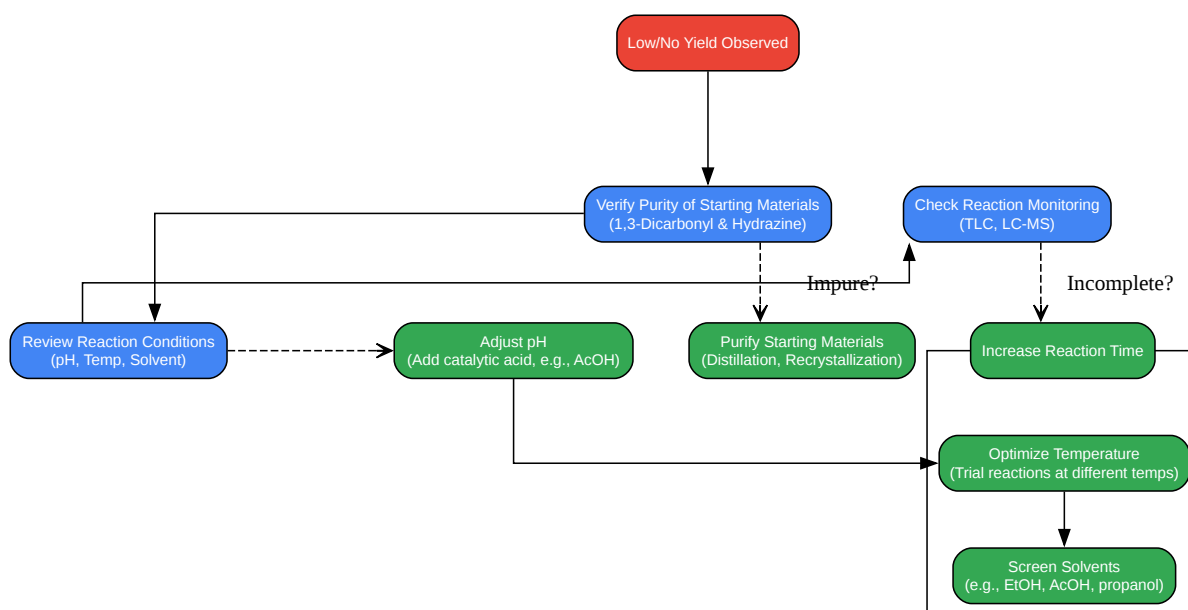 Low/No Yield Observed
Verify Purity of Starting Materials
(1,3-Dicarbonyl & Hydrazine)
Check Reaction Monitoring
(TLC, LC-MS)
Impure?
Incomplete?
Review Reaction Conditions
(pH, Temp, Solvent)
Adjust pH
(Add catalytic acid, e.g., AcOH)
Purify Starting Materials
(Distillation, Recrystallization)
Increase Reaction Time
Optimize Temperature
(Trial reactions at different temps)
Screen Solvents
(e.g., EtOH, AcOH, propanol)